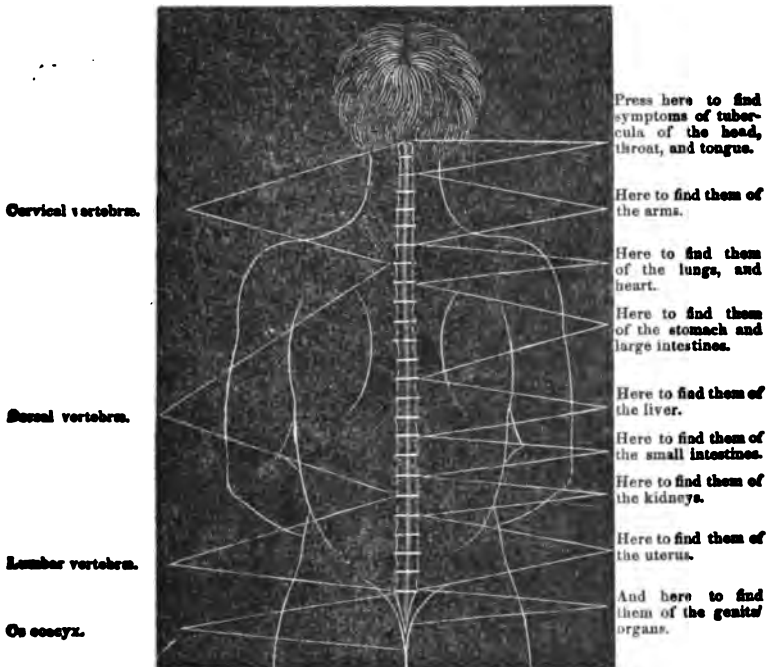 Press here to find
symptoms of tuber-
cula of the head,
throat, and tongue.
Cervical vertebræ.
Here to find them of
the arms.
Here to find them
of the lungs, and
heart.
Here to find them
of the stomach and
large intestines.
Dorsal vertebræ.
Here to find them of
the liver.
Here to find them of
the small intestines.
Here to find them of
the kidneys.
Lumbar vertebræ.
Here to find them of
the uterus.
And here to find
them of the genital
organs.
Os coccyx.